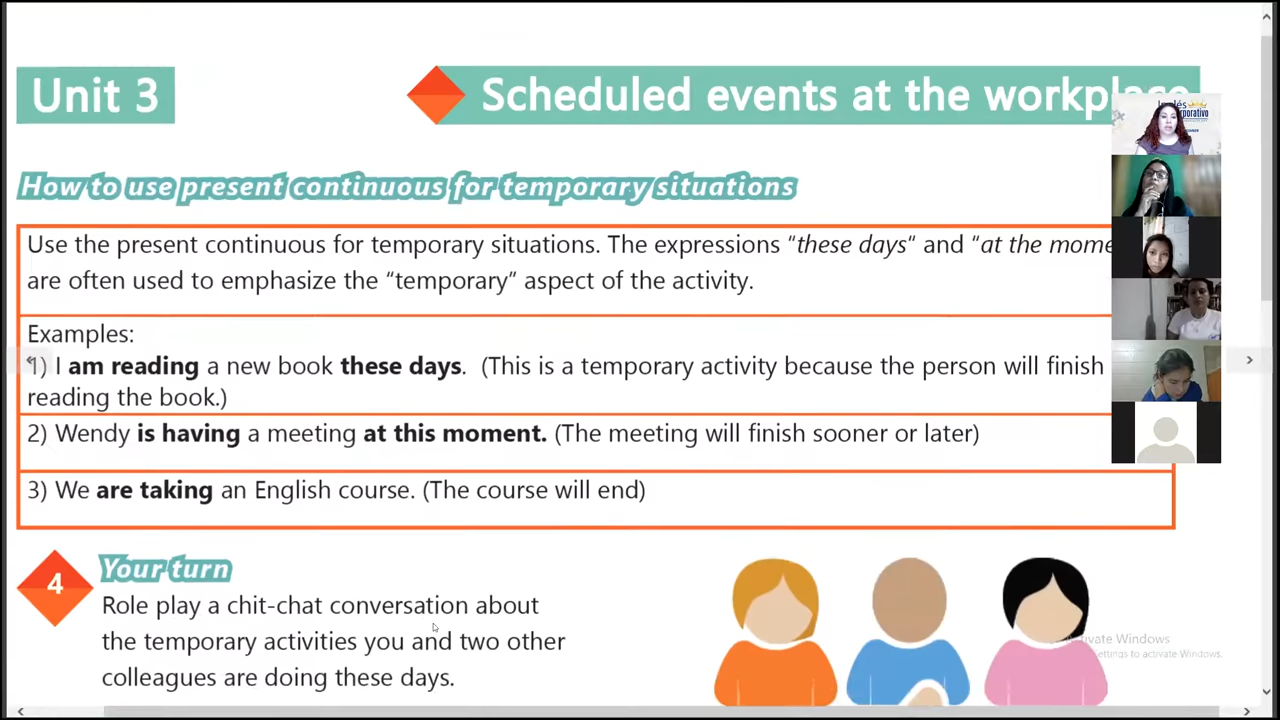 Unit 3
Scheduled events at the workplace
How to use present continuous for temporary situations
Use the present continuous for temporary situations. The expressions “these days“ and “at the mome
are often used to emphasize the “temporary” aspect of the activity.
Examples:
1) I am reading a new book these days. (This is a temporary activity because the person will finish
reading the book.)
2) Wendy is having a meeting at this moment. (The meeting will finish sooner or later)
3) We are taking an English course. (The course will end)
4
Your turn
Role play a chit-chat conversation about
the temporary activities you and two other
colleagues are doing these days.
Windows
to activate Windows.